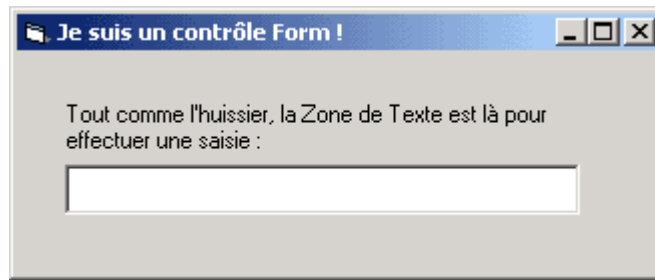 Je suis un contrôle Form !
Tout comme l'huissier, la Zone de Texte est là pour
effectuer une saisie :